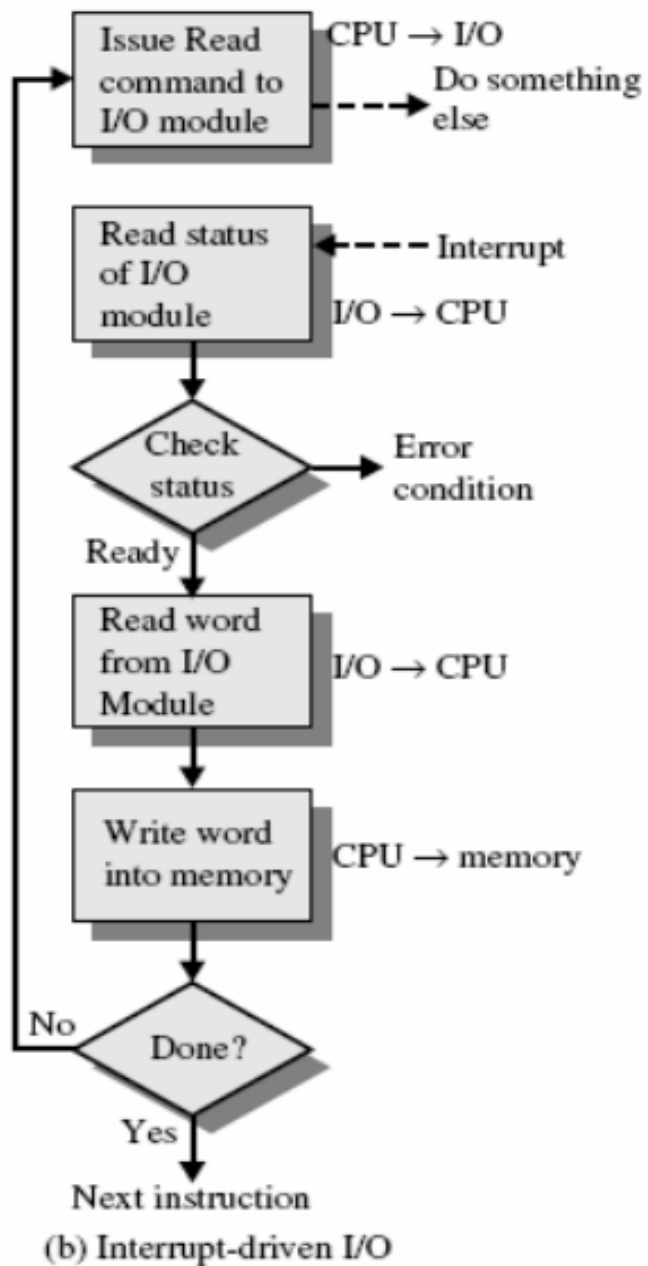 Issue Read
command to
I/O module
CPU → I/O
Do something
else
Read status
of I/O
module
Interrupt
I/O → CPU
Check
status
Error
condition
Ready
Read word
from I/O
Module
I/O → CPU
Write word
into memory
CPU → memory
No
Done?
Yes
Next instruction
(b) Interrupt-driven I/O